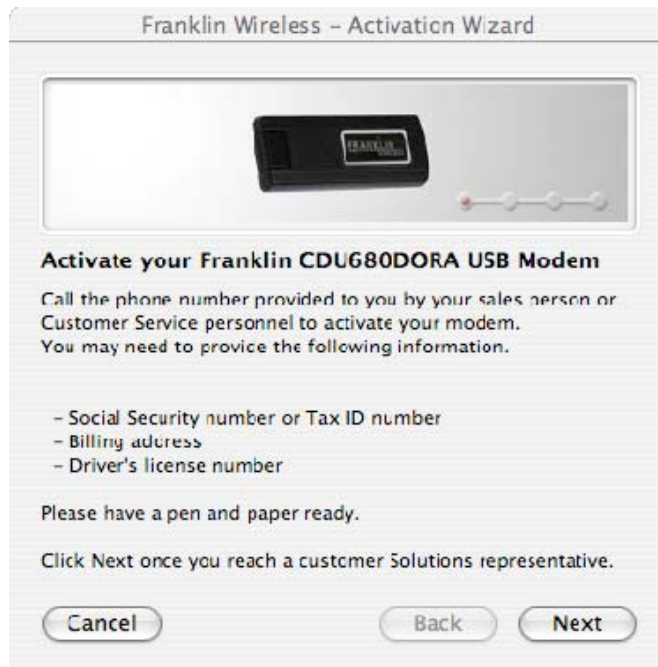 Franklin Wireless – Activation Wizard
FRANKLIN
Activate your Franklin CDU680DORA USB Modem
Call the phone number provided to you by your sales person or
Customer Service personnel to activate your modem.
You may need to provice the following information.
– Social Security number or Tax ID number
– Billing address
– Driver's license number
Please have a pen and paper ready.
Click Next once you reach a customer Solutions representative.
Cancel
Back
Next